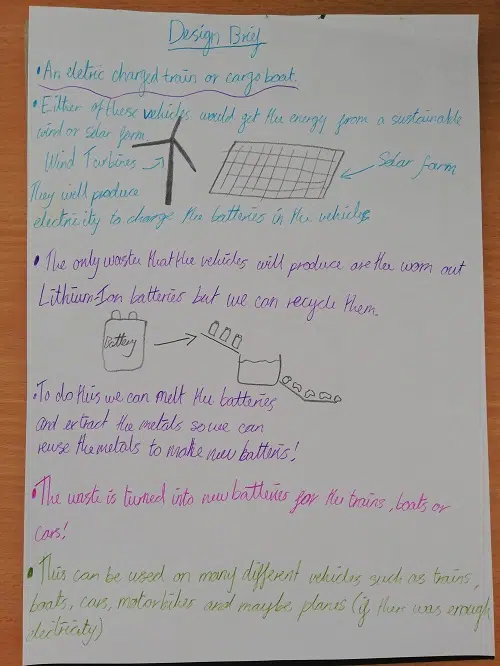 Design Brief
• An eletric charged train or cargo boat.
• Either of these vehicles would get the energy from a sustainable
wind or solar farm
Wind Turbines
Solar farm
They will produce
electricity to charge the batteries in the vehicles
• The only waste that the vehicles will produce are the worn out
Lithium-Ion batteries but we can recycle them.
Battery
• To do this we can melt the batteries
and extract the metals so we can
reuse the metals to make new batteris!
• The waste is turned into new batteries for the trains, boats or
cars!
• This can be used on many different vehicles such as trains,
boats, cars, motorbikes and maybe planes (if there was enough
electricity)